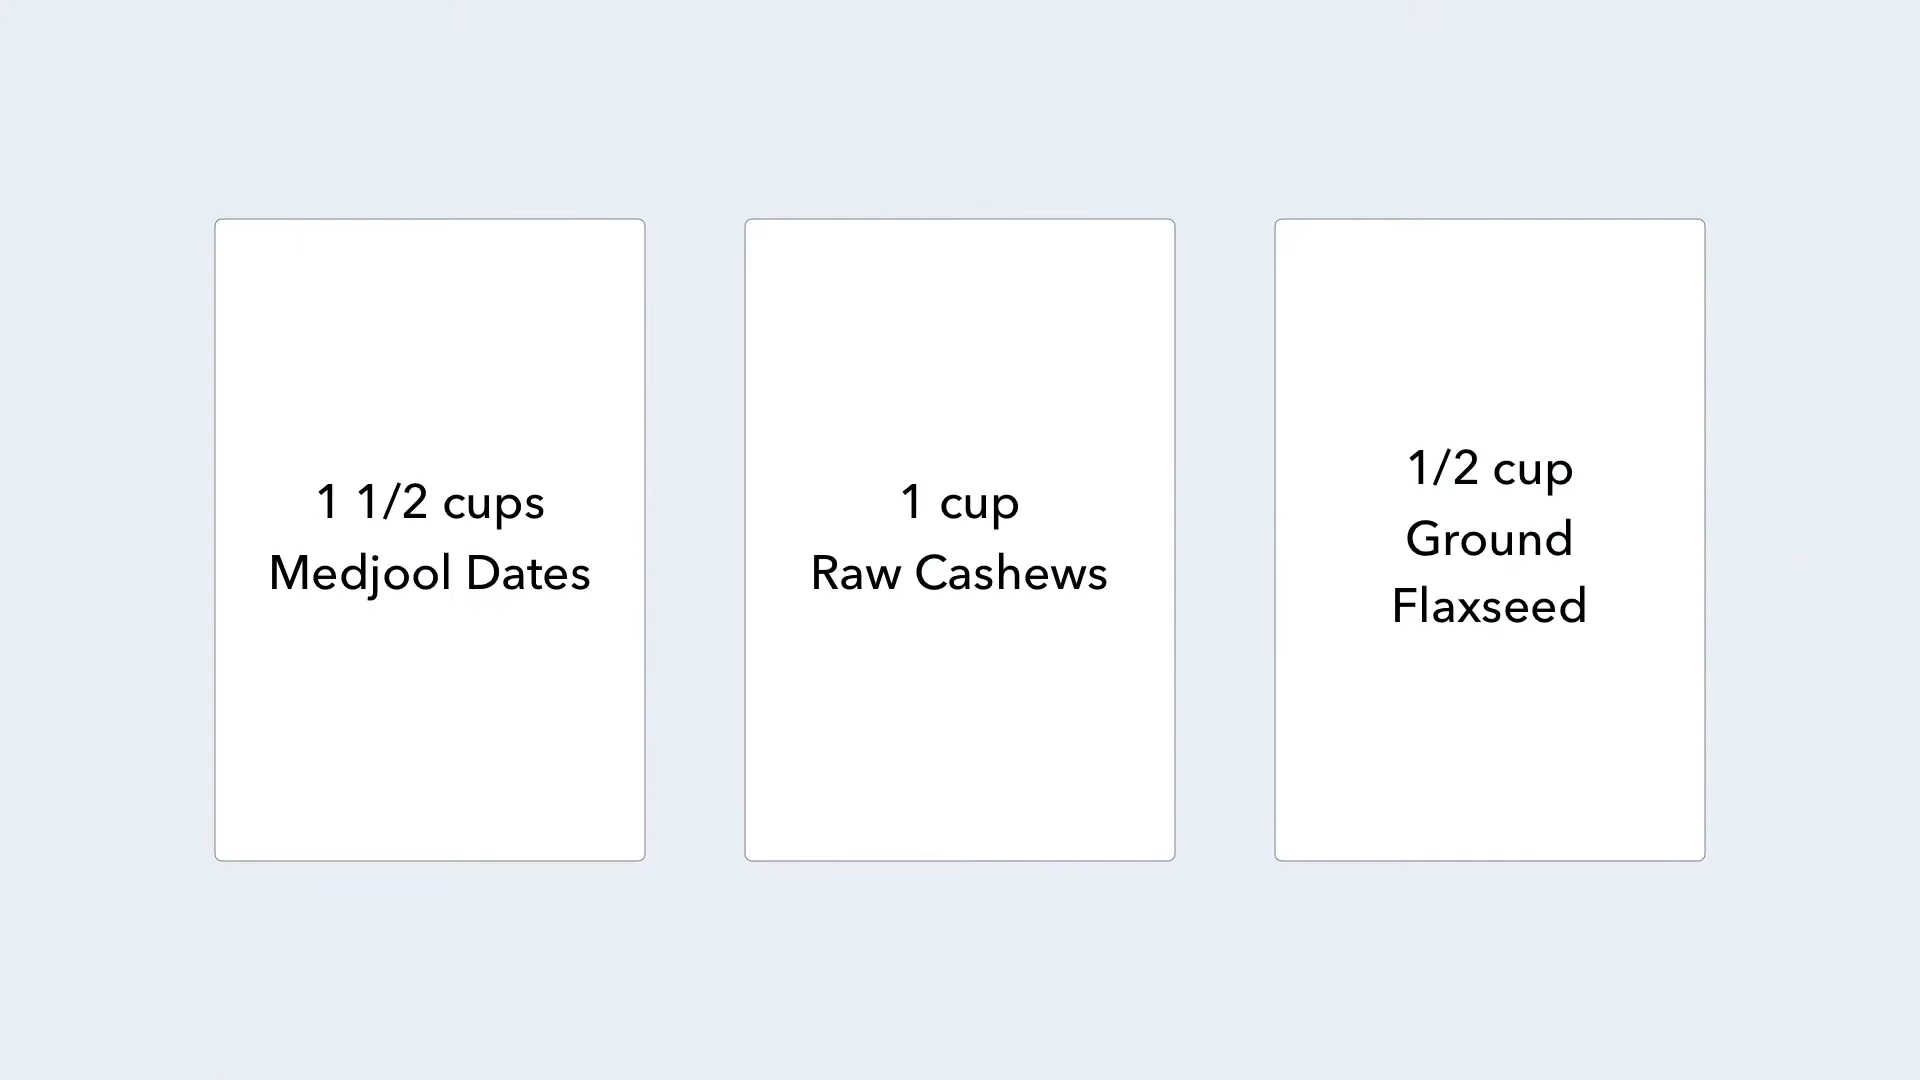 1 1/2 cups
Medjool Dates
1 cup
Raw Cashews
1/2 cup
Ground
Flaxseed